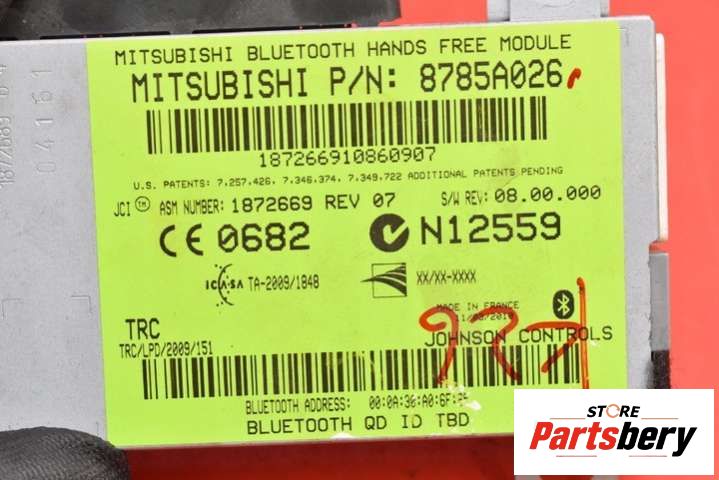 MITSUBISHI BLUETOOTH HANDS FREE MODULE
MITSUBISHI P/N: 8785A026
187266910860907
U.S. PATENTS: 7.257.426, 7.346.374, 7.349.722 ADDITIONAL PATENTS PENDING
JCI TM ASM NUMBER: 1872669 REV 07 S/W REV: 08.00.000
CE 0682 N12559
ICASA TA-2009/1848 XX/XX-XXXX
MADE IN FRANCE
TRC
JOHNSON CONTROLS
TRC/LPD/2009/151
BLUETOOTH ADDRESS:
BLUETOOTH QD ID TBD
04161
STORE
Partsbery